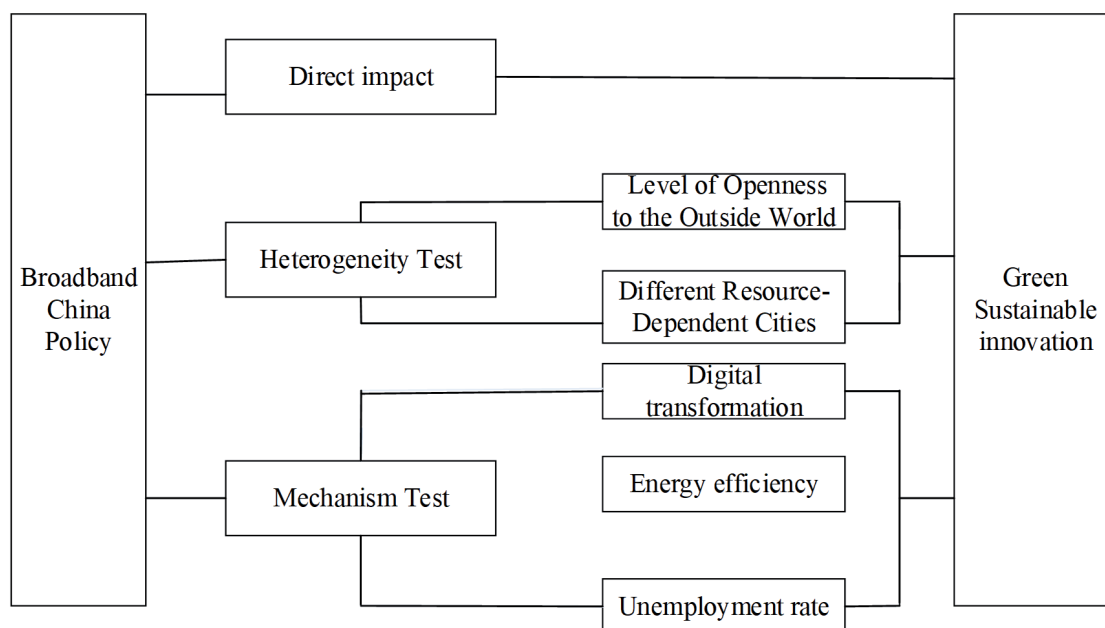 Broadband
China
Policy
Direct impact
Heterogeneity Test
Level of Openness
to the Outside World
Different Resource-
Dependent Cities
Mechanism Test
Digital
transformation
Energy efficiency
Unemployment rate
Green
Sustainable
innovation